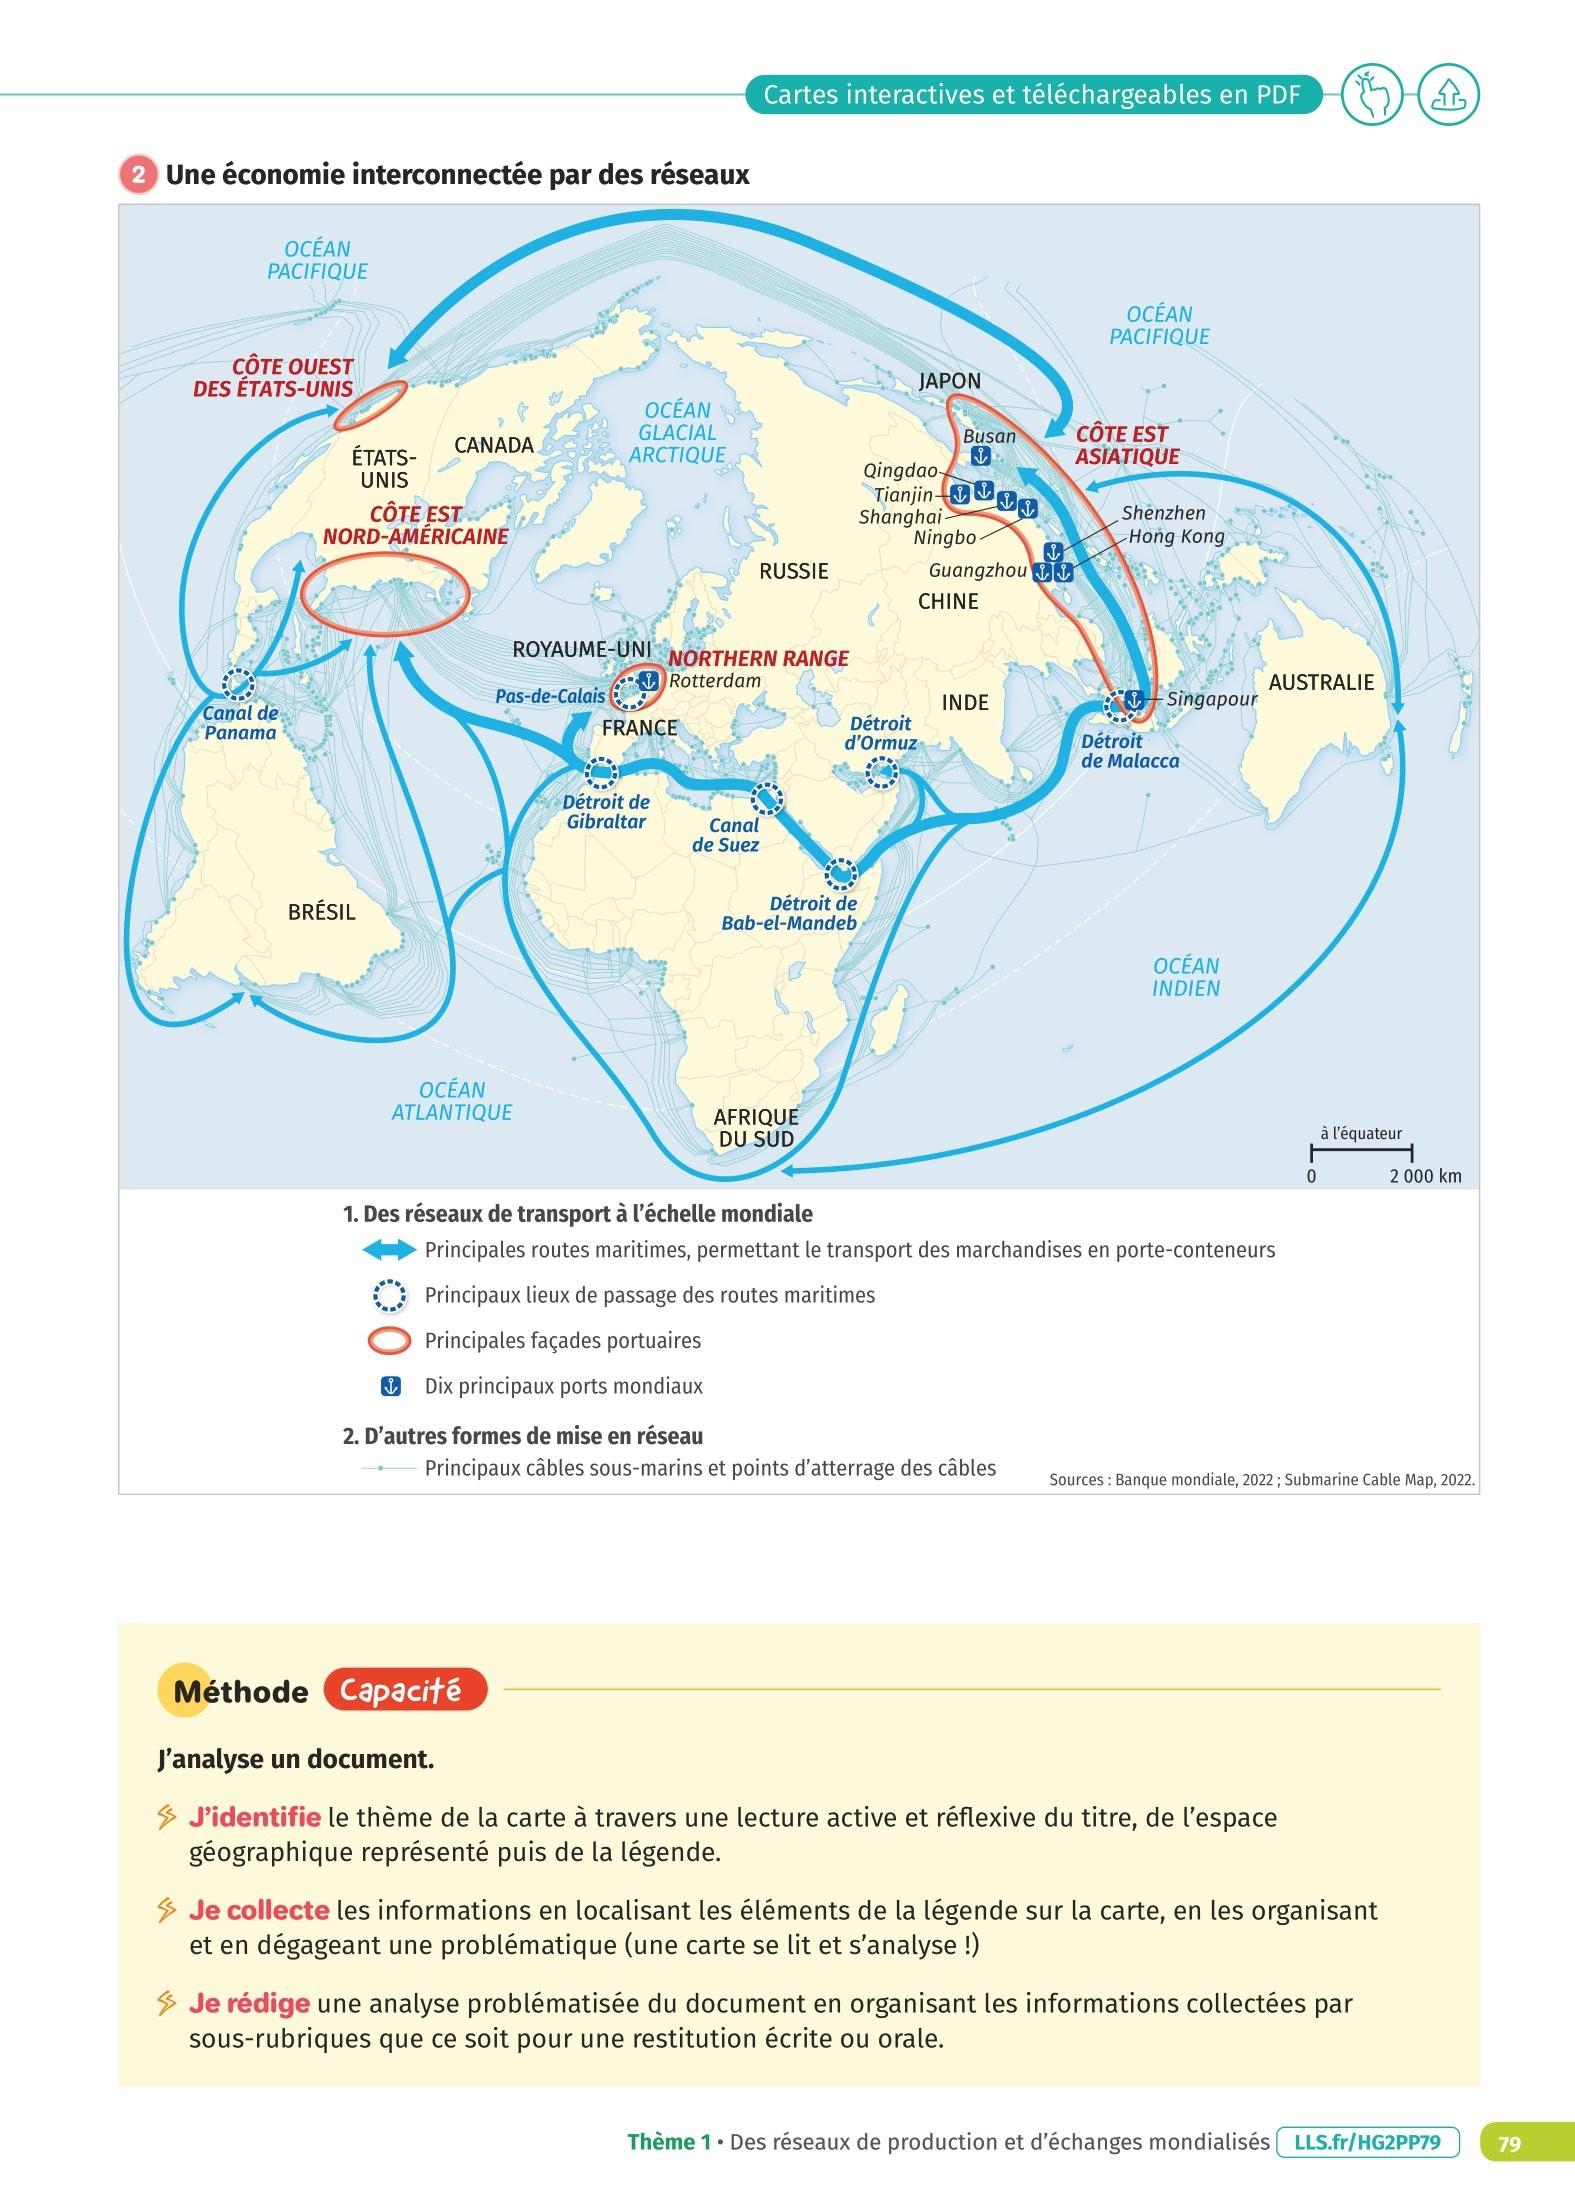 Cartes interactives et téléchargeables en PDF
2 Une économie interconnectée par des réseaux
OCÉAN
PACIFIQUE
OCÉAN
PACIFIQUE
CÔTE OUEST
DES ÉTATS-UNIS
JAPON
OCÉAN
GLACIAL
ARCTIQUE
CANADA
ÉTATS-
UNIS
CÔTE EST
ASIATIQUE
Busan
Qingdao
Tianjin
Shanghai
Ningbo
CÔTE EST
NORD-AMÉRICAINE
Shenzhen
Hong Kong
Guangzhou
RUSSIE
CHINE
ROYAUME-UNI
NORTHERN RANGE
Rotterdam
Pas-de-Calais
FRANCE
INDE
AUSTRALIE
Singapour
Canal de
Panama
Détroit
d'Ormuz
Détroit
de Malacca
Détroit de
Gibraltar
Canal
de Suez
Détroit de
Bab-el-Mandeb
BRÉSIL
OCÉAN
INDIEN
OCÉAN
ATLANTIQUE
AFRIQUE
DU SUD
à l'équateur
0 2 000 km
1. Des réseaux de transport à l'échelle mondiale
Principales routes maritimes, permettant le transport des marchandises en porte-conteneurs
Principaux lieux de passage des routes maritimes
Principales façades portuaires
Dix principaux ports mondiaux
2. D'autres formes de mise en réseau
Principaux câbles sous-marins et points d'atterrage des câbles
Sources : Banque mondiale, 2022 ; Submarine Cable Map, 2022.
Méthode Capacité
J'analyse un document.
J'identifie le thème de la carte à travers une lecture active et réflexive du titre, de l'espace
géographique représenté puis de la légende.
Je collecte les informations en localisant les éléments de la légende sur la carte, en les organisant
et en dégageant une problématique (une carte se lit et s'analyse !)
Je rédige une analyse problématisée du document en organisant les informations collectées par
sous-rubriques que ce soit pour une restitution écrite ou orale.
Thème 1 • Des réseaux de production et d'échanges mondialisés LLS.fr/HG2PP79 79